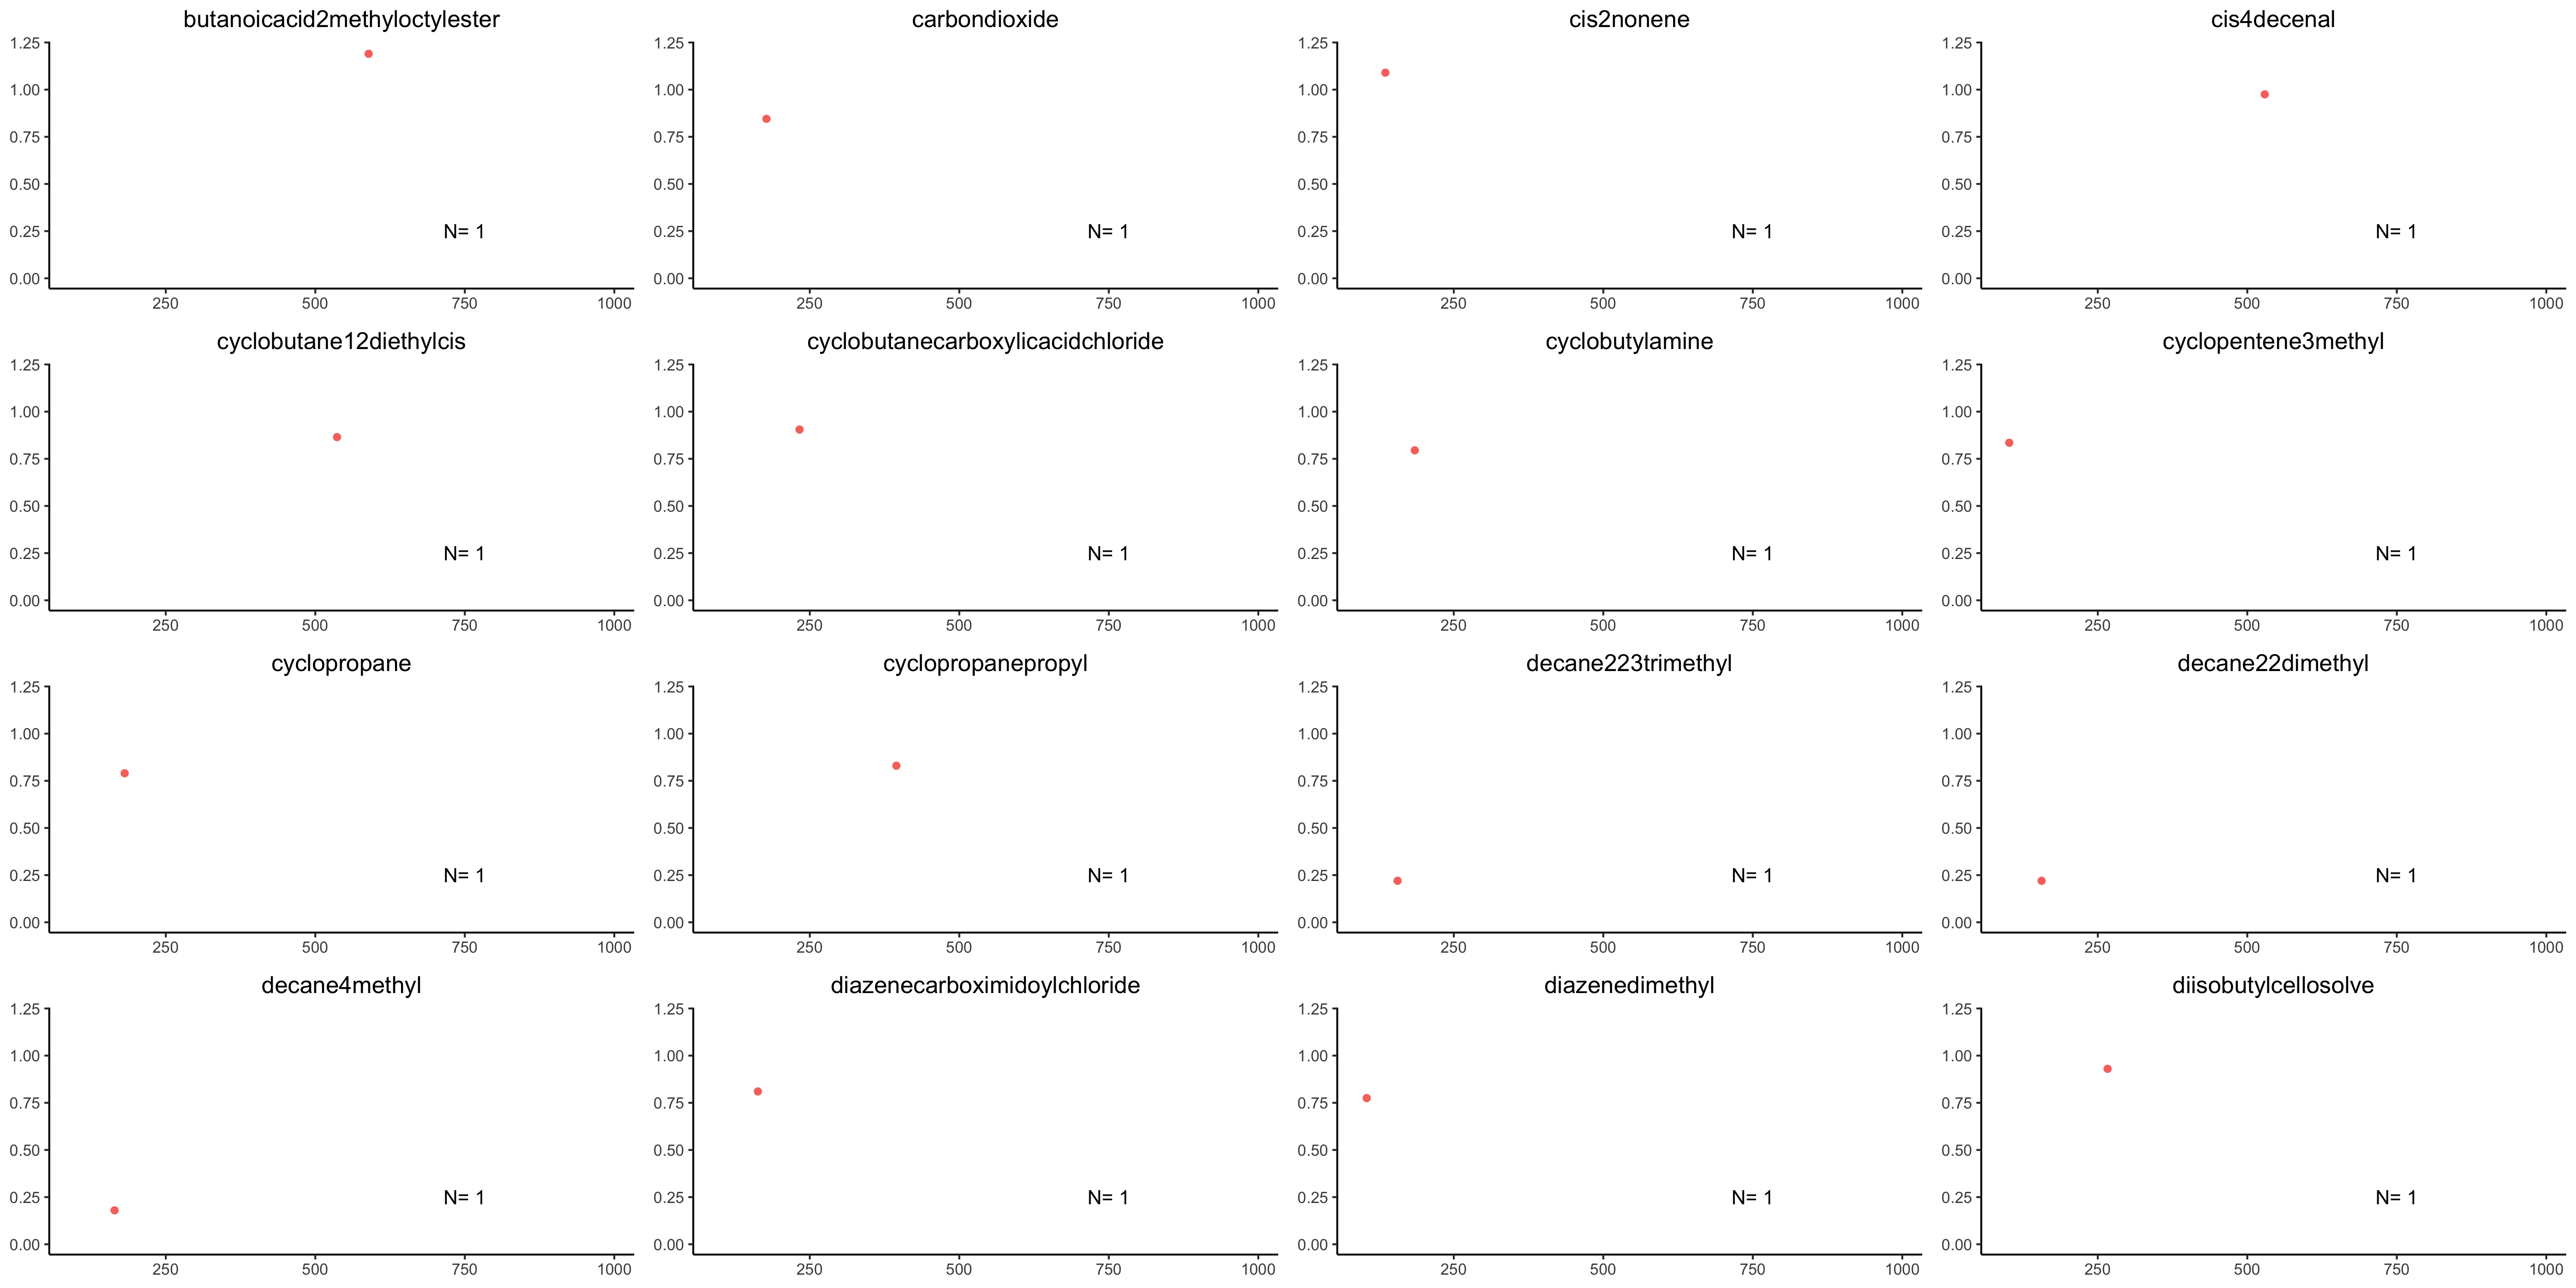 butanoicacid2methyloctylester carbondioxide cis2nonene cis4decenal
1.25 1.25 1.25 1.25
1.00 1.00 1.00 1.00
0.75 0.75 0.75 0.75
0.50 0.50 0.50 0.50
0.25 N= 1 0.25 N= 1 0.25 N= 1 0.25 N= 1
0.00 0.00 0.00 0.00
250 500 750 1000 250 500 750 1000 250 500 750 1000 250 500 750 1000
cyclobutane12diethylcis cyclobutanecarboxylicacidchloride cyclobutylamine cyclopentene3methyl
1.25 1.25 1.25 1.25
1.00 1.00 1.00 1.00
0.75 0.75 0.75 0.75
0.50 0.50 0.50 0.50
0.25 N= 1 0.25 N= 1 0.25 N= 1 0.25 N= 1
0.00 0.00 0.00 0.00
250 500 750 1000 250 500 750 1000 250 500 750 1000 250 500 750 1000
cyclopropane cyclopropanepropyl decane223trimethyl decane22dimethyl
1.25 1.25 1.25 1.25
1.00 1.00 1.00 1.00
0.75 0.75 0.75 0.75
0.50 0.50 0.50 0.50
0.25 N= 1 0.25 N= 1 0.25 N= 1 0.25 N= 1
0.00 0.00 0.00 0.00
250 500 750 1000 250 500 750 1000 250 500 750 1000 250 500 750 1000
decane4methyl diazenecarboximidoylchloride diazenedimethyl diisobutylcellosolve
1.25 1.25 1.25 1.25
1.00 1.00 1.00 1.00
0.75 0.75 0.75 0.75
0.50 0.50 0.50 0.50
0.25 N= 1 0.25 N= 1 0.25 N= 1 0.25 N= 1
0.00 0.00 0.00 0.00
250 500 750 1000 250 500 750 1000 250 500 750 1000 250 500 750 1000